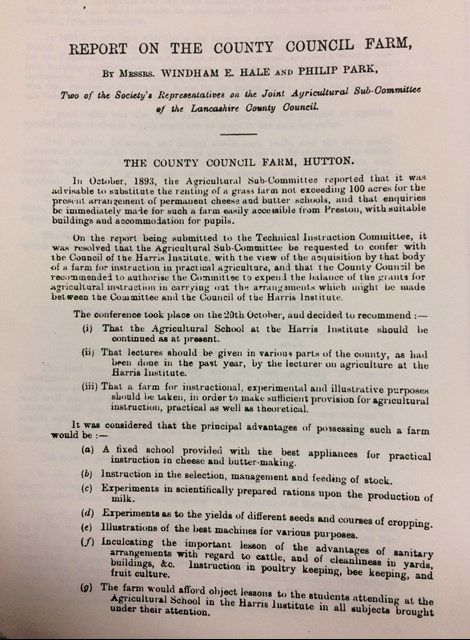 REPORT ON THE COUNTY COUNCIL FARM,
By Messrs. WINDHAM E. HALE and PHILIP PARK,
Two of the Society's Representatives on the Joint Agricultural Sub-Committee
of the Lancashire County Council.
THE COUNTY COUNCIL FARM, HUTTON.
In October, 1893, the Agricultural Sub-Committee reported that it was
advisable to substitute the renting of a grass farm not exceeding 100 acres for the
present arrangement of permanent cheese and butter schools, and that enquiries
be immediately made for such a farm easily accessible from Preston, with suitable
buildings and accommodation for pupils.
On the report being submitted to the Technical Instruction Committee, it
was resolved that the Agricultural Sub-Committee be requested to confer with
the Council of the Harris Institute, with the view of the acquisition by that body
of a farm for instruction in practical agriculture, and that the County Council be
recommended to authorise the Committee to expend the balance of the grants for
agricultural instruction in carrying out the arrangements which might be made
between the Committee and the Council of the Harris Institute.
The conference took place on the 20th October, and decided to recommend :—
(i) That the Agricultural School at the Harris Institute should be
continued as at present.
(ii) That lectures should be given in various parts of the county, as had
been done in the past year, by the lecturer on agriculture at the
Harris Institute.
(iii) That a farm for instructional, experimental and illustrative purposes
should be taken, in order to make sufficient provision for agricultural
instruction, practical as well as theoretical.
It was considered that the principal advantages of possessing such a farm
would be :—
(a) A fixed school provided with the best appliances for practical
instruction in cheese and butter-making.
(b) Instruction in the selection, management and feeding of stock.
(c) Experiments in scientifically prepared rations upon the production of
milk.
(d) Experiments as to the yields of different seeds and courses of cropping.
(e) Illustrations of the best machines for various purposes.
(f) Inculcating the important lesson of the advantages of sanitary
arrangements with regard to cattle, and of cleanliness in yards,
buildings, &c. Instruction in poultry keeping, bee keeping, and
fruit culture.
(g) The farm would afford object lessons to the students attending at the
Agricultural School in the Harris Institute in all subjects brought
under their attention.